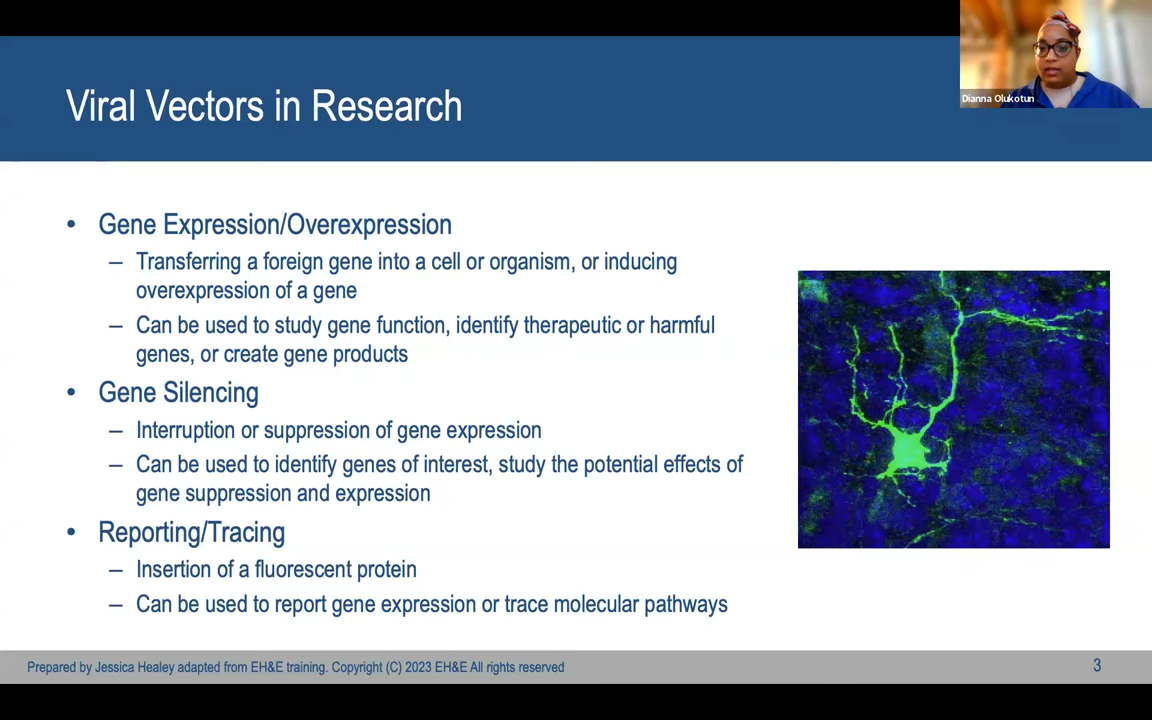 Viral Vectors in Research
Dianna Olukotun
• Gene Expression/Overexpression
– Transferring a foreign gene into a cell or organism, or inducing
overexpression of a gene
– Can be used to study gene function, identify therapeutic or harmful
genes, or create gene products
• Gene Silencing
– Interruption or suppression of gene expression
– Can be used to identify genes of interest, study the potential effects of
gene suppression and expression
• Reporting/Tracing
– Insertion of a fluorescent protein
– Can be used to report gene expression or trace molecular pathways
Prepared by Jessica Healey adapted from EH&E training. Copyright (C) 2023 EH&E All rights reserved
3